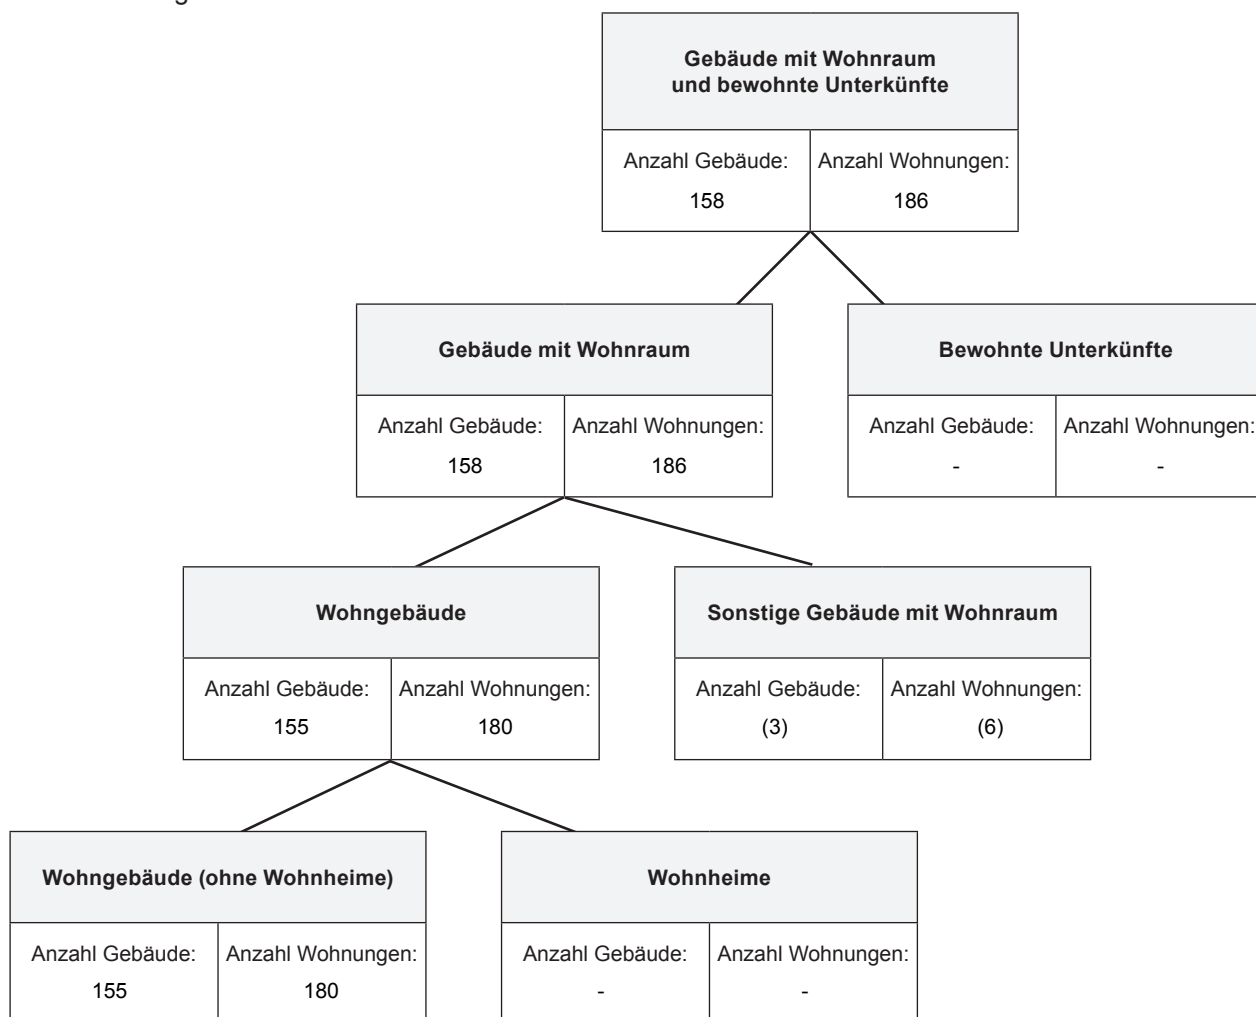 Gebäude mit Wohnraum
und bewohnte Unterkünfte
Anzahl Gebäude: Anzahl Wohnungen:
158 186
Gebäude mit Wohnraum
Anzahl Gebäude: Anzahl Wohnungen:
158 186
Bewohnte Unterkünfte
Anzahl Gebäude: Anzahl Wohnungen:
- -
Wohngebäude
Anzahl Gebäude: Anzahl Wohnungen:
155 180
Sonstige Gebäude mit Wohnraum
Anzahl Gebäude: Anzahl Wohnungen:
(3) (6)
Wohngebäude (ohne Wohnheime)
Anzahl Gebäude: Anzahl Wohnungen:
155 180
Wohnheime
Anzahl Gebäude: Anzahl Wohnungen:
- -